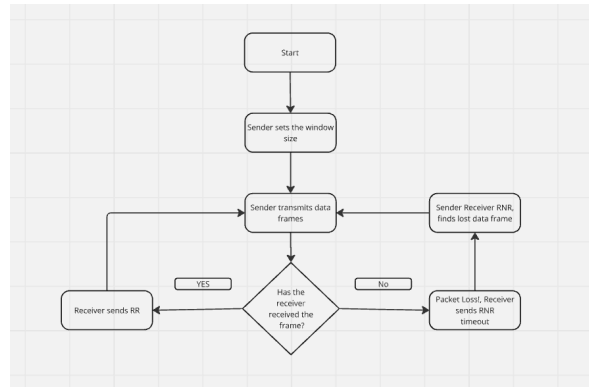 Start
Sender sets the window
size
Sender transmits data
frames
Sender Receiver RNR,
finds lost data frame
YES
No
Has the
receiver
received the
frame?
Receiver sends RR
Packet Loss!, Receiver
sends RNR
timeout